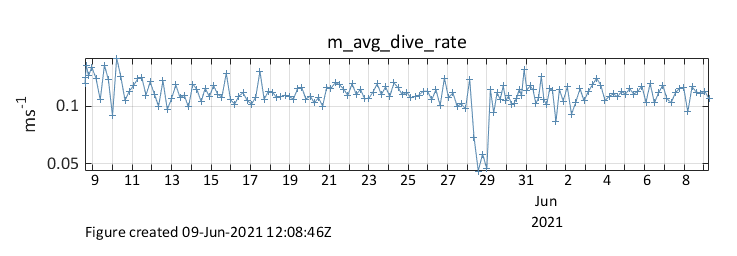 m_avg_dive_rate
ms-1
0.1
0.05
9 11 13 15 17 19 21 23 25 27 29 31 2 4 6 8
Jun
2021
Figure created 09-Jun-2021 12:08:46Z